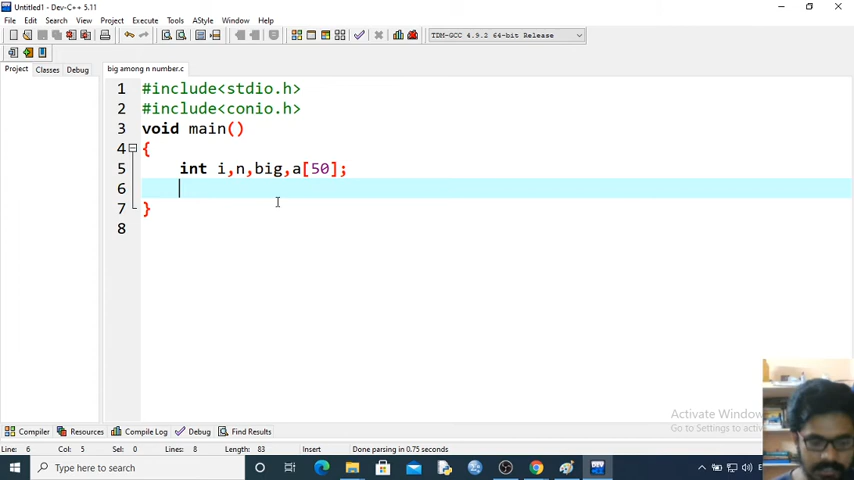 Untitled1 - Dev-C++ 5.11
File Edit Search View Project Execute Tools AStyle Window Help
TDM-GCC 4.9.2 64-bit Release
Project Classes Debug
big among n number.c
1 #include<stdio.h>
2 #include<conio.h>
3 void main()
4 {
5 int i,n,big,a[50];
6
7 }
8
Activate Window
Go to Settings to activ
Compiler Resources Compile Log Debug Find Results
Line: 6 Col: 5 Sel: 0 Lines: 8 Length: 83 Insert Done parsing in 0.75 seconds
Type here to search